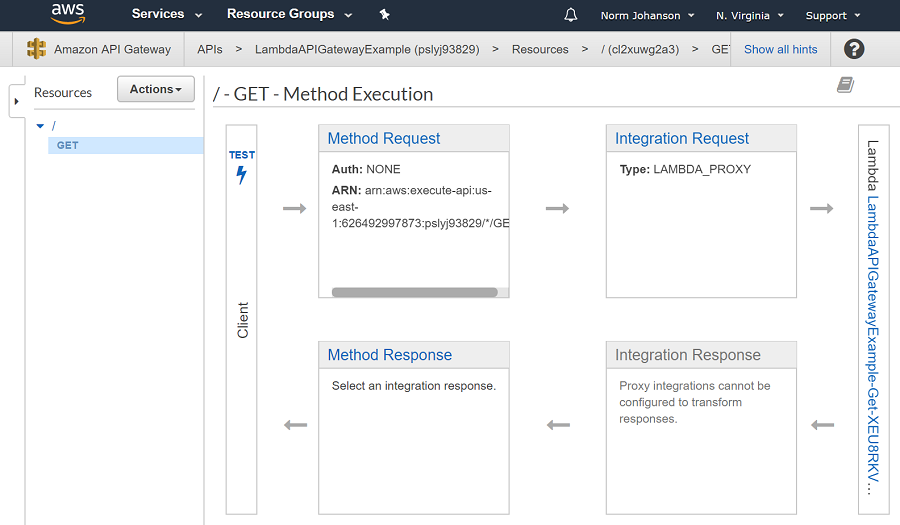 aws Services Resource Groups Norm Johanson N. Virginia Support
Amazon API Gateway APIs > LambdaAPIGatewayExample (pslyj93829) > Resources > / (cl2xuwg2a3) > GET Show all hints ?
Resources Actions
/
GET
/ - GET - Method Execution
TEST
Client
Method Request
Auth: NONE
ARN: arn:aws:execute-api:us-
east-
1:626492997873:pslyj93829/*/GE
Integration Request
Type: LAMBDA_PROXY
Lambda LambdaAPIGatewayExample-Get-XEU8RKV...
Method Response
Select an integration response.
Integration Response
Proxy integrations cannot be
configured to transform
responses.